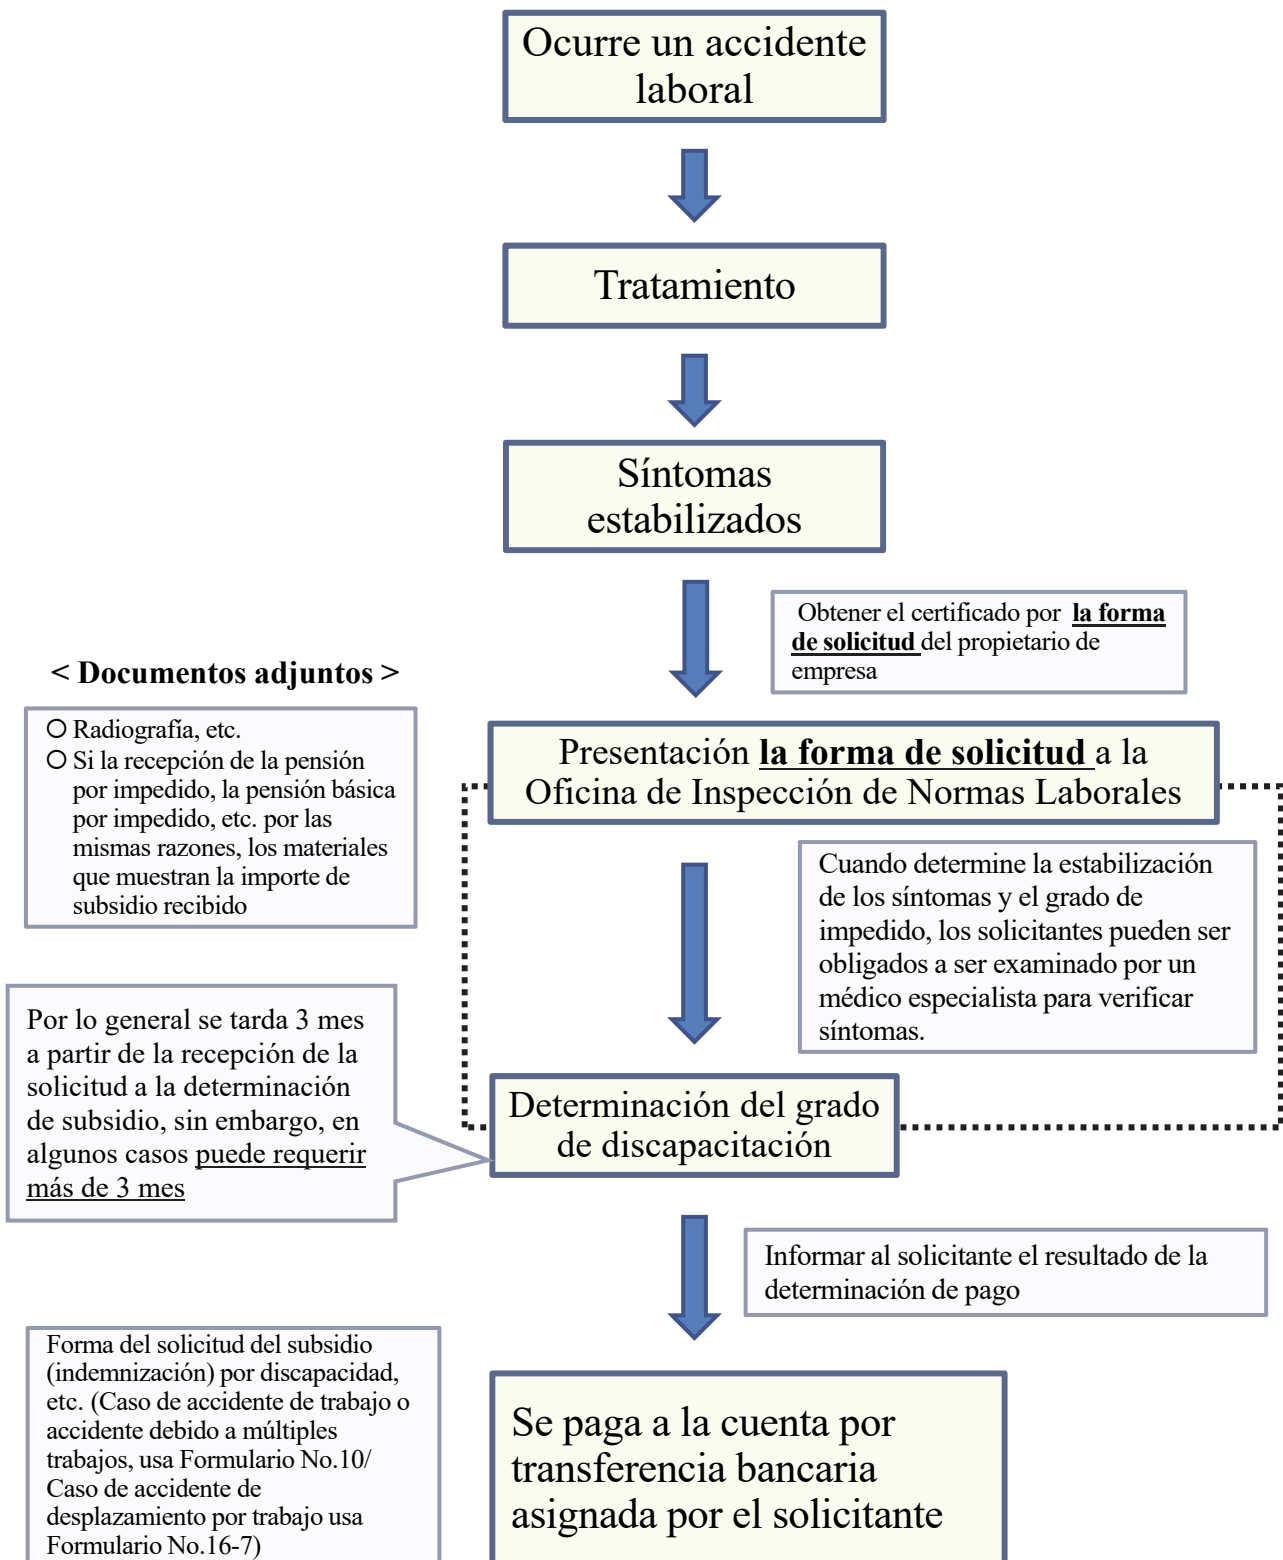 Ocurre un accidente
laboral
Tratamiento
Síntomas
estabilizados
Obtener el certificado por la forma
de solicitud del propietario de
empresa
< Documentos adjuntos >
○ Radiografía, etc.
○ Si la recepción de la pensión
por impedido, la pensión básica
por impedido, etc. por las
mismas razones, los materiales
que muestran la importe de
subsidio recibido
Presentación la forma de solicitud a la
Oficina de Inspección de Normas Laborales
Cuando determine la estabilización
de los síntomas y el grado de
impedido, los solicitantes pueden ser
obligados a ser examinado por un
médico especialista para verificar
síntomas.
Por lo general se tarda 3 mes
a partir de la recepción de la
solicitud a la determinación
de subsidio, sin embargo, en
algunos casos puede requerir
más de 3 mes
Determinación del grado
de discapacitación
Informar al solicitante el resultado de la
determinación de pago
Forma del solicitud del subsidio
(indemnización) por discapacidad,
etc. (Caso de accidente de trabajo o
accidente debido a múltiples
trabajos, usa Formulario No.10/
Caso de accidente de
desplazamiento por trabajo usa
Formulario No.16-7)
Se paga a la cuenta por
transferencia bancaria
asignada por el solicitante